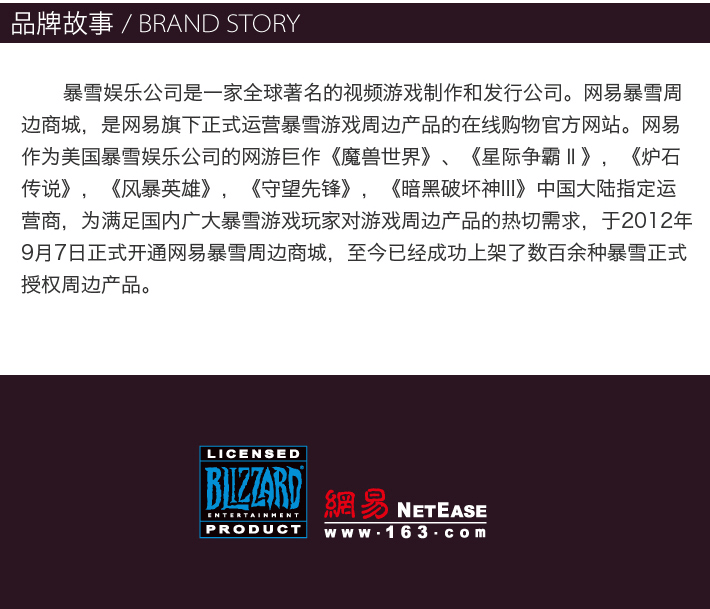 品牌故事 / BRAND STORY
暴雪娱乐公司是一家全球著名的视频游戏制作和发行公司。网易暴雪周
边商城，是网易旗下正式运营暴雪游戏周边产品的在线购物官方网站。网易
作为美国暴雪娱乐公司的网游巨作《魔兽世界》、《星际争霸Ⅱ》，《炉石
传说》，《风暴英雄》，《守望先锋》，《暗黑破坏神III》中国大陆指定运
营商，为满足国内广大暴雪游戏玩家对游戏周边产品的热切需求，于2012年
9月7日正式开通网易暴雪周边商城，至今已经成功上架了数百余种暴雪正式
授权周边产品。
LICENSED
BLIZZARD®
ENTERTAINMENT
PRODUCT
網易 NETEASE
www.163.com